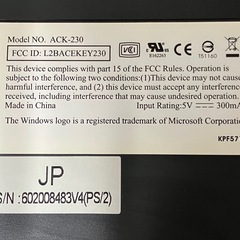 Model NO. ACK-230
FCC ID: L2BACEKEY230
E162263
151160
This device complies with part 15 of the FCC Rules. Operation is
subject to the following two conditions:(1)This device may not cause
harmful interference, and (2) this device must accept any
interference received, including interference that may cause
undesired operation.
Made in China Input Rating:5V ⎓ 300mA
The Windows logo is a registered trademark of Microsoft Corporation
KPF57
JP
S/N :602008483V4(PS/2)